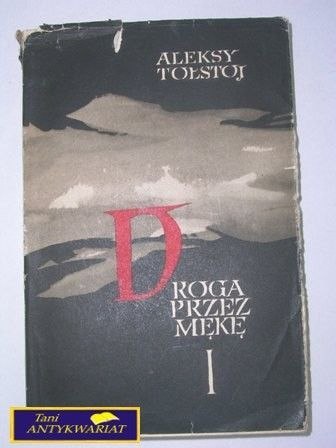 ALEKSY
TOŁSTOJ
DROGA
PRZEZ
MĘKĘ
I
Tani
ANTYKWARIAT